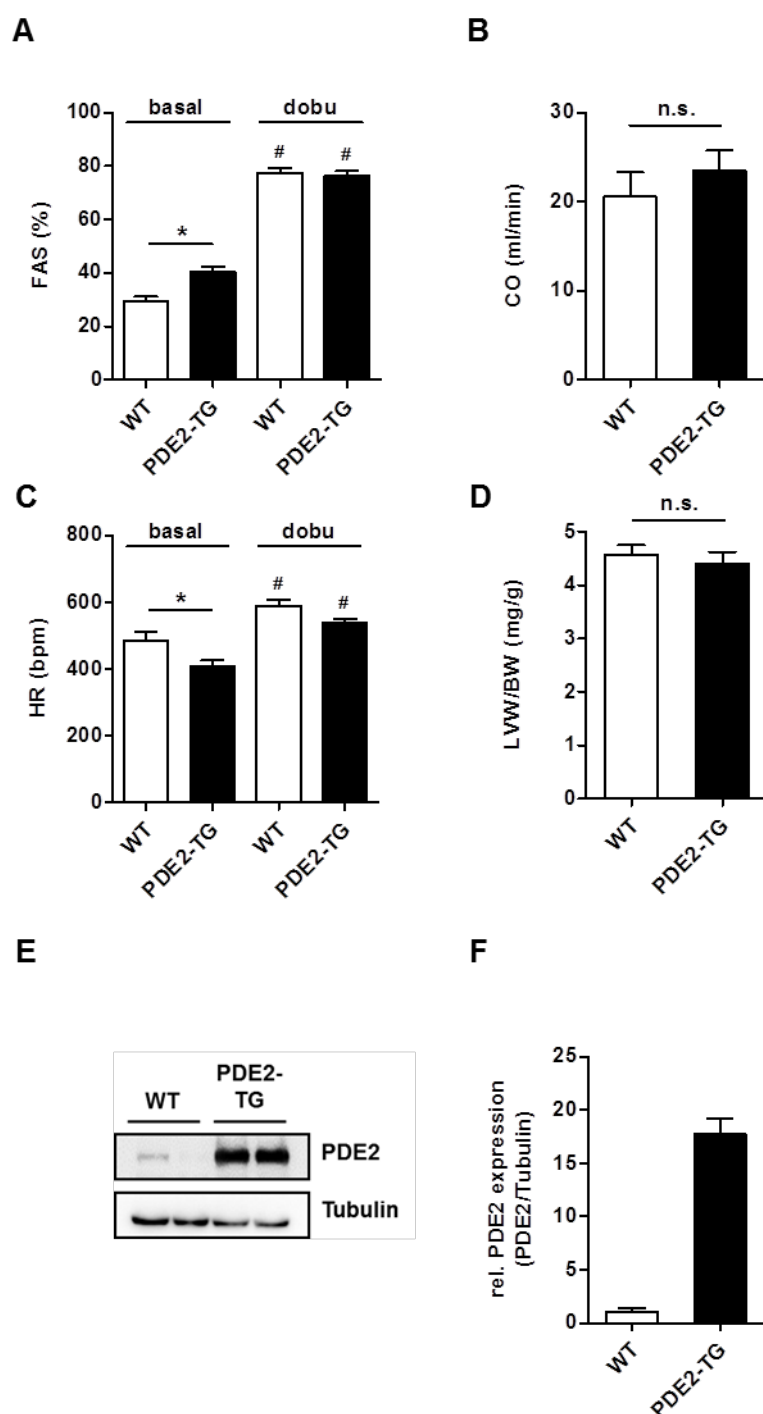 A
basal dobu
100
80
60
40
20
0
FAS (%)
*
# #
WT PDE2-TG WT PDE2-TG
B
n.s.
30
20
10
0
CO (ml/min)
WT PDE2-TG
C
basal dobu
800
600
400
200
0
HR (bpm)
*
# #
WT PDE2-TG WT PDE2-TG
D
n.s.
5
4
3
2
1
0
LVW/BW (mg/g)
WT PDE2-TG
E
WT
PDE2-
TG
PDE2
Tubulin
F
25
20
15
10
5
0
rel. PDE2 expression
(PDE2/Tubulin)
WT PDE2-TG